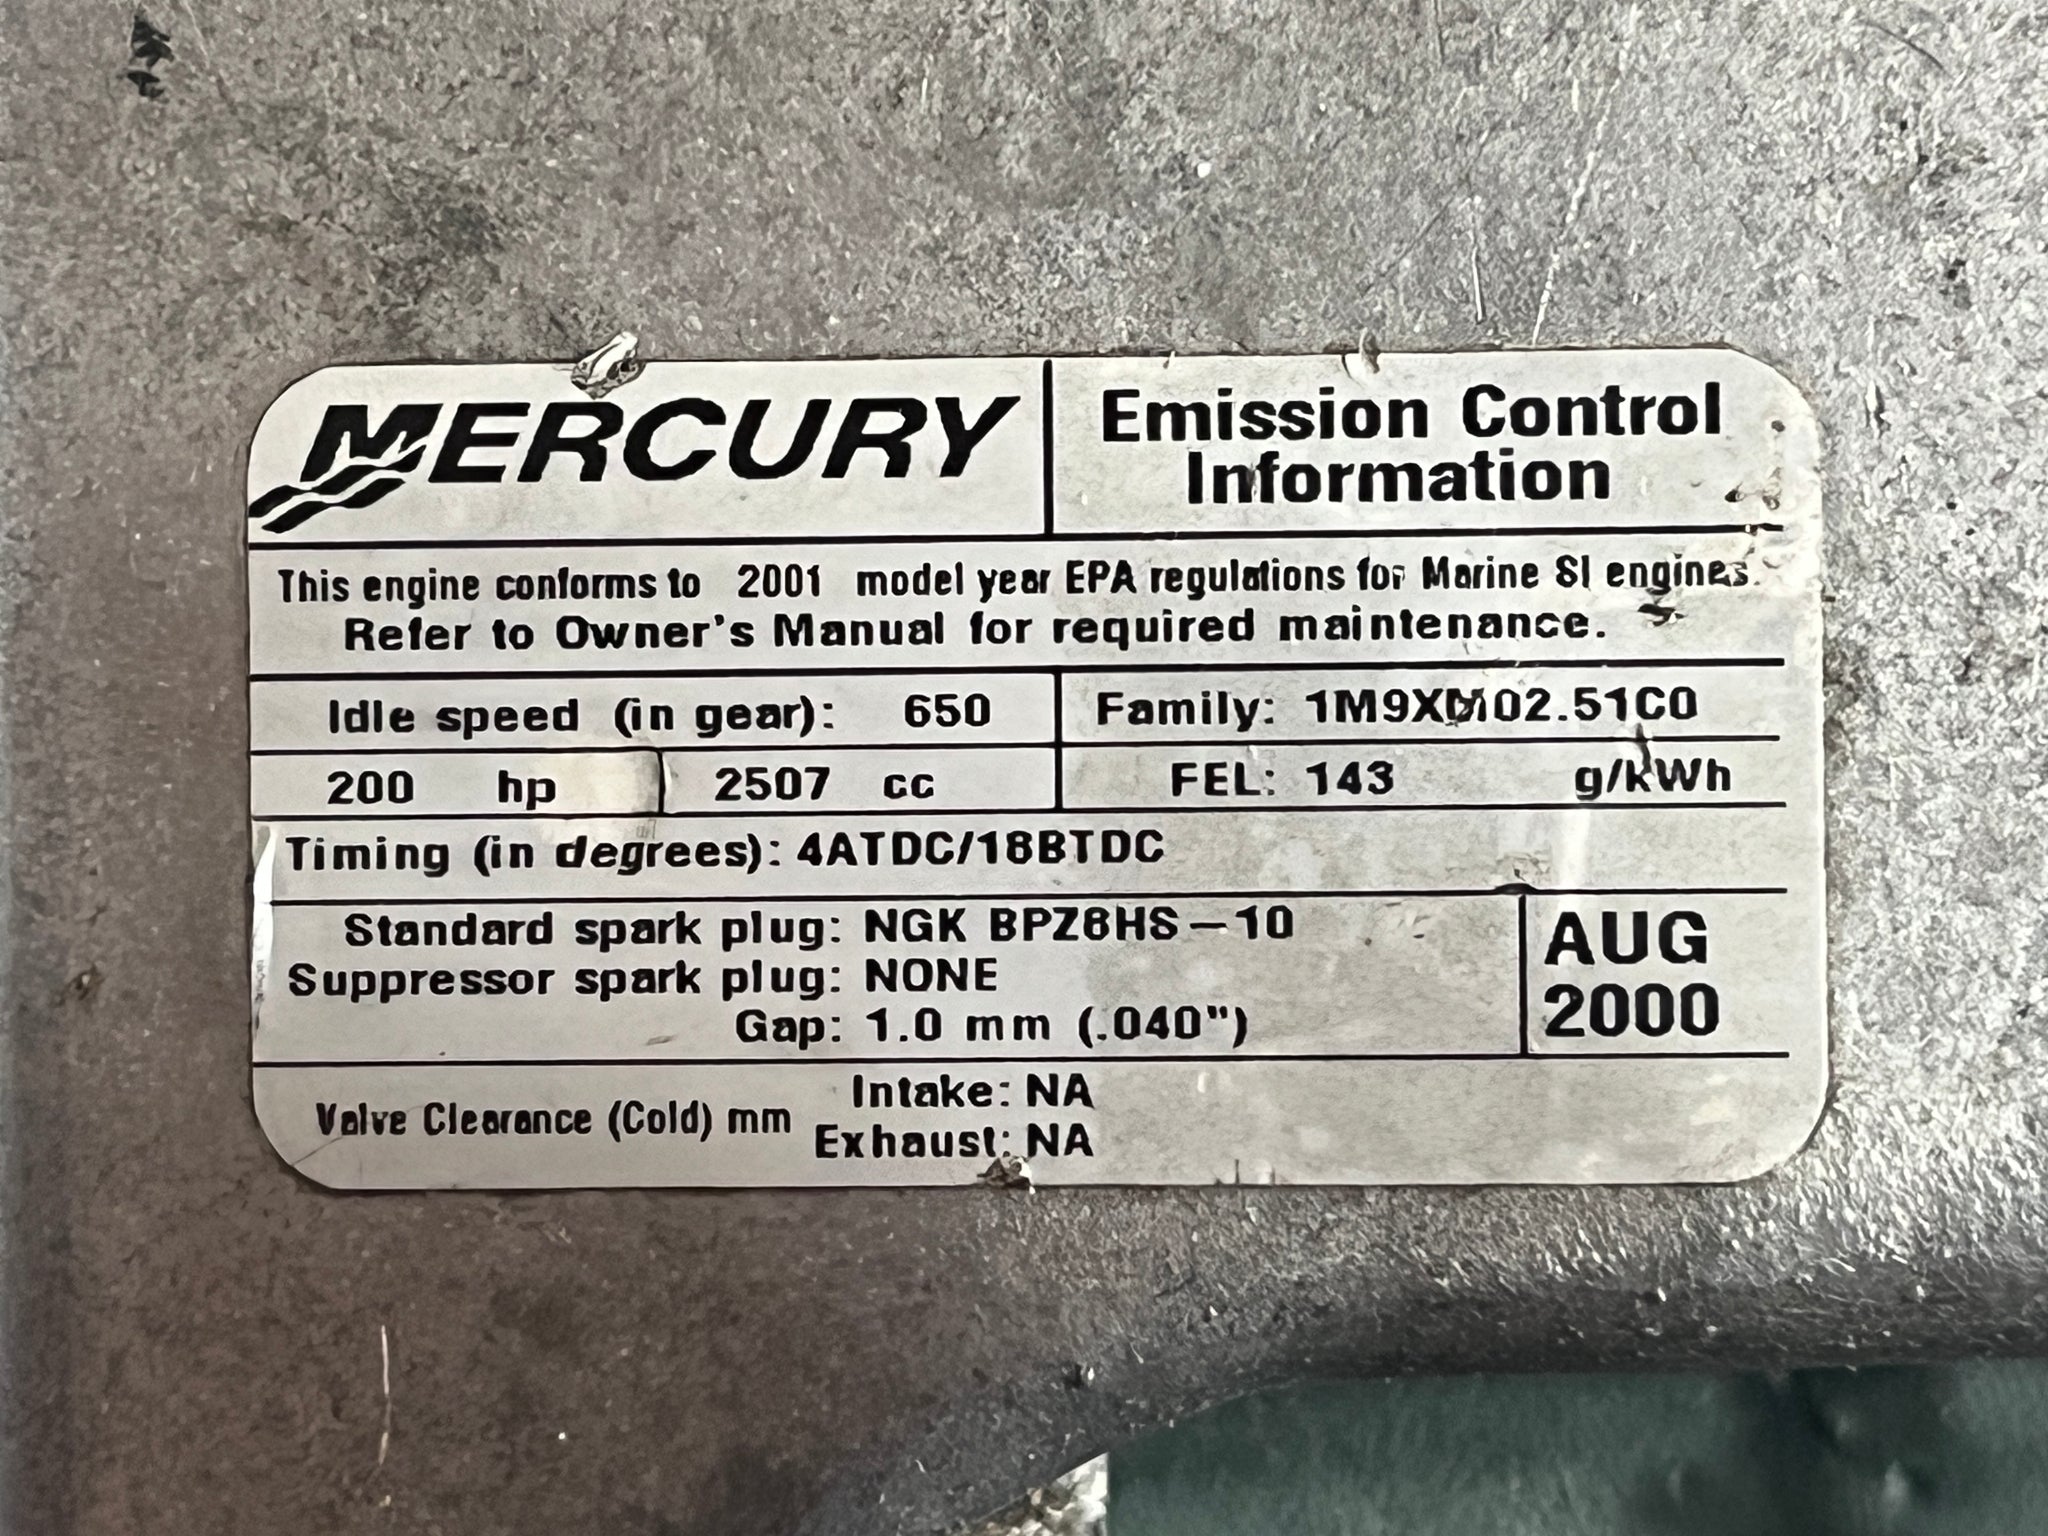 MERCURY
Emission Control
Information
This engine conforms to 2001 model year EPA regulations for Marine SI engines.
Refer to Owner's Manual for required maintenance.
Idle speed (in gear): 650
Family: 1M9XM02.51C0
200 hp 2507 cc
FEL: 143 g/kWh
Timing (in degrees): 4ATDC/18BTDC
Standard spark plug: NGK BPZ8HS-10
Suppressor spark plug: NONE
Gap: 1.0 mm (.040")
AUG
2000
Valve Clearance (Cold) mm
Intake: NA
Exhaust: NA